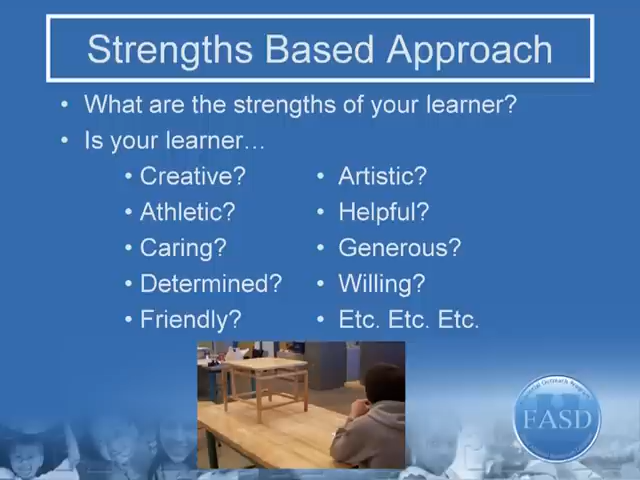 Strengths Based Approach
• What are the strengths of your learner?
• Is your learner…
• Creative?
• Athletic?
• Caring?
• Determined?
• Friendly?
• Artistic?
• Helpful?
• Generous?
• Willing?
• Etc. Etc. Etc.
FASD